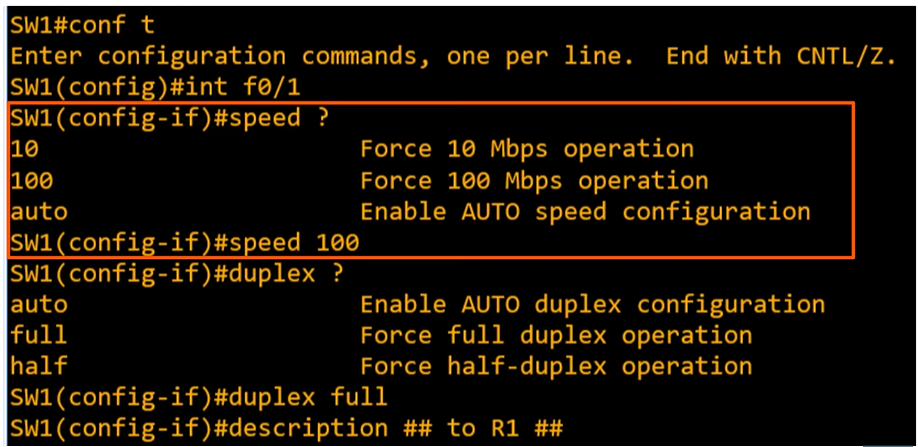 SW1#conf t
Enter configuration commands, one per line.  End with CNTL/Z.
SW1(config)#int f0/1
SW1(config-if)#speed ?
10                      Force 10 Mbps operation
100                     Force 100 Mbps operation
auto                    Enable AUTO speed configuration
SW1(config-if)#speed 100
SW1(config-if)#duplex ?
auto                    Enable AUTO duplex configuration
full                    Force full duplex operation
half                    Force half-duplex operation
SW1(config-if)#duplex full
SW1(config-if)#description ## to R1 ##